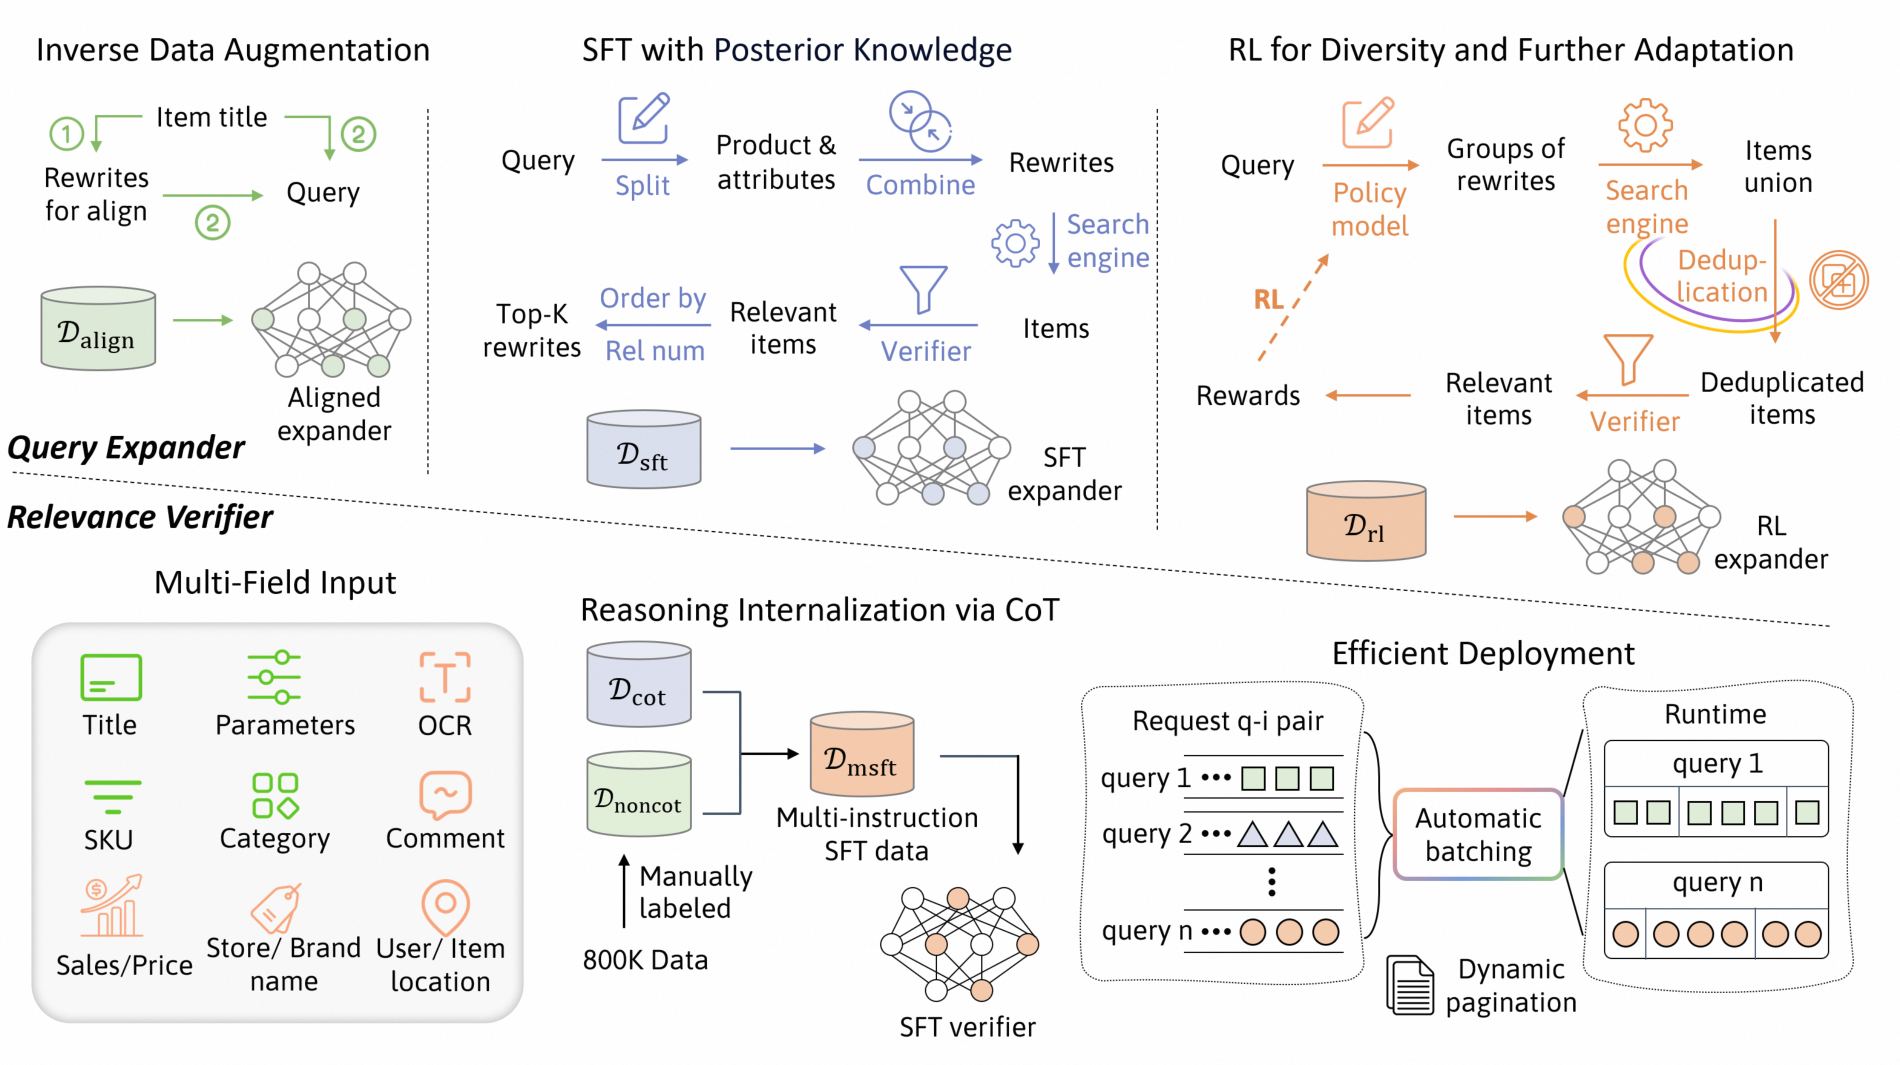 Inverse Data Augmentation
Item title
1
2
Rewrites
for align
Query
2
𝒟align
Aligned
expander
Query Expander
SFT with Posterior Knowledge
Query
Split
Product &
attributes
Combine
Rewrites
Search
engine
Items
Verifier
Relevant
items
Order by
Rel num
Top-K
rewrites
𝒟sft
SFT
expander
RL for Diversity and Further Adaptation
Query
Policy
model
Groups of
rewrites
Search
engine
Items
union
Dedup-
lication
Deduplicated
items
Verifier
Relevant
items
Rewards
RL
𝒟rl
RL
expander
Relevance Verifier
Multi-Field Input
Title
Parameters
T
OCR
SKU
Category
Comment
$
Sales/Price
Store/ Brand
name
User/ Item
location
Reasoning Internalization via CoT
𝒟cot
𝒟noncot
𝒟msft
Multi-instruction
SFT data
Manually
labeled
800K Data
SFT verifier
Efficient Deployment
Request q-i pair
query 1 •••
query 2 •••
query n •••
Automatic
batching
Dynamic
pagination
Runtime
query 1
query n